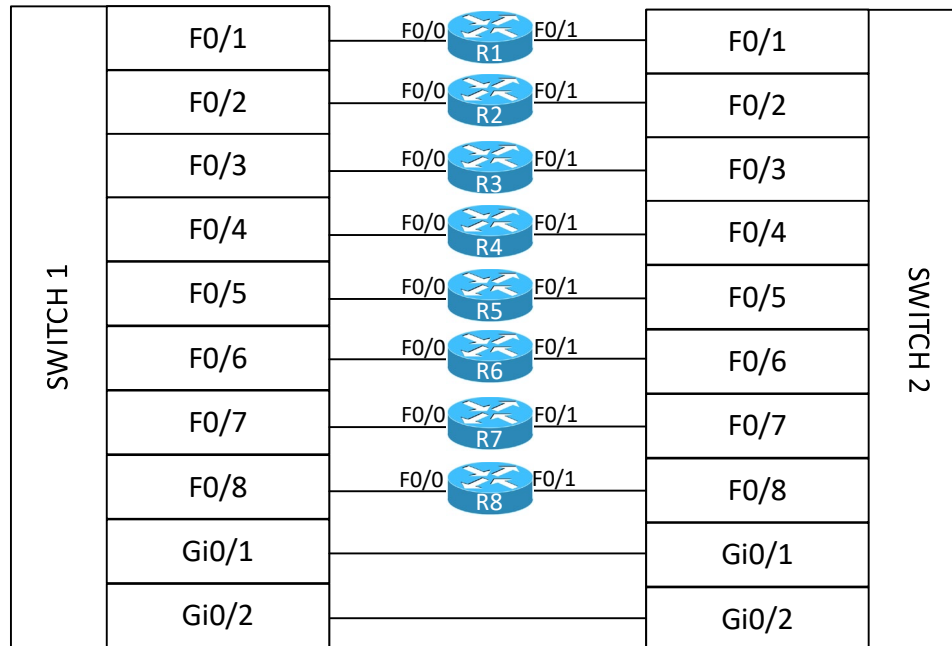 SWITCH 1
F0/1
F0/0 R1 F0/1
F0/1
F0/2
F0/0 R2 F0/1
F0/2
F0/3
F0/0 R3 F0/1
F0/3
F0/4
F0/0 R4 F0/1
F0/4
F0/5
F0/0 R5 F0/1
F0/5
F0/6
F0/0 R6 F0/1
F0/6
F0/7
F0/0 R7 F0/1
F0/7
F0/8
F0/0 R8 F0/1
F0/8
Gi0/1
Gi0/1
Gi0/2
Gi0/2
SWITCH 2